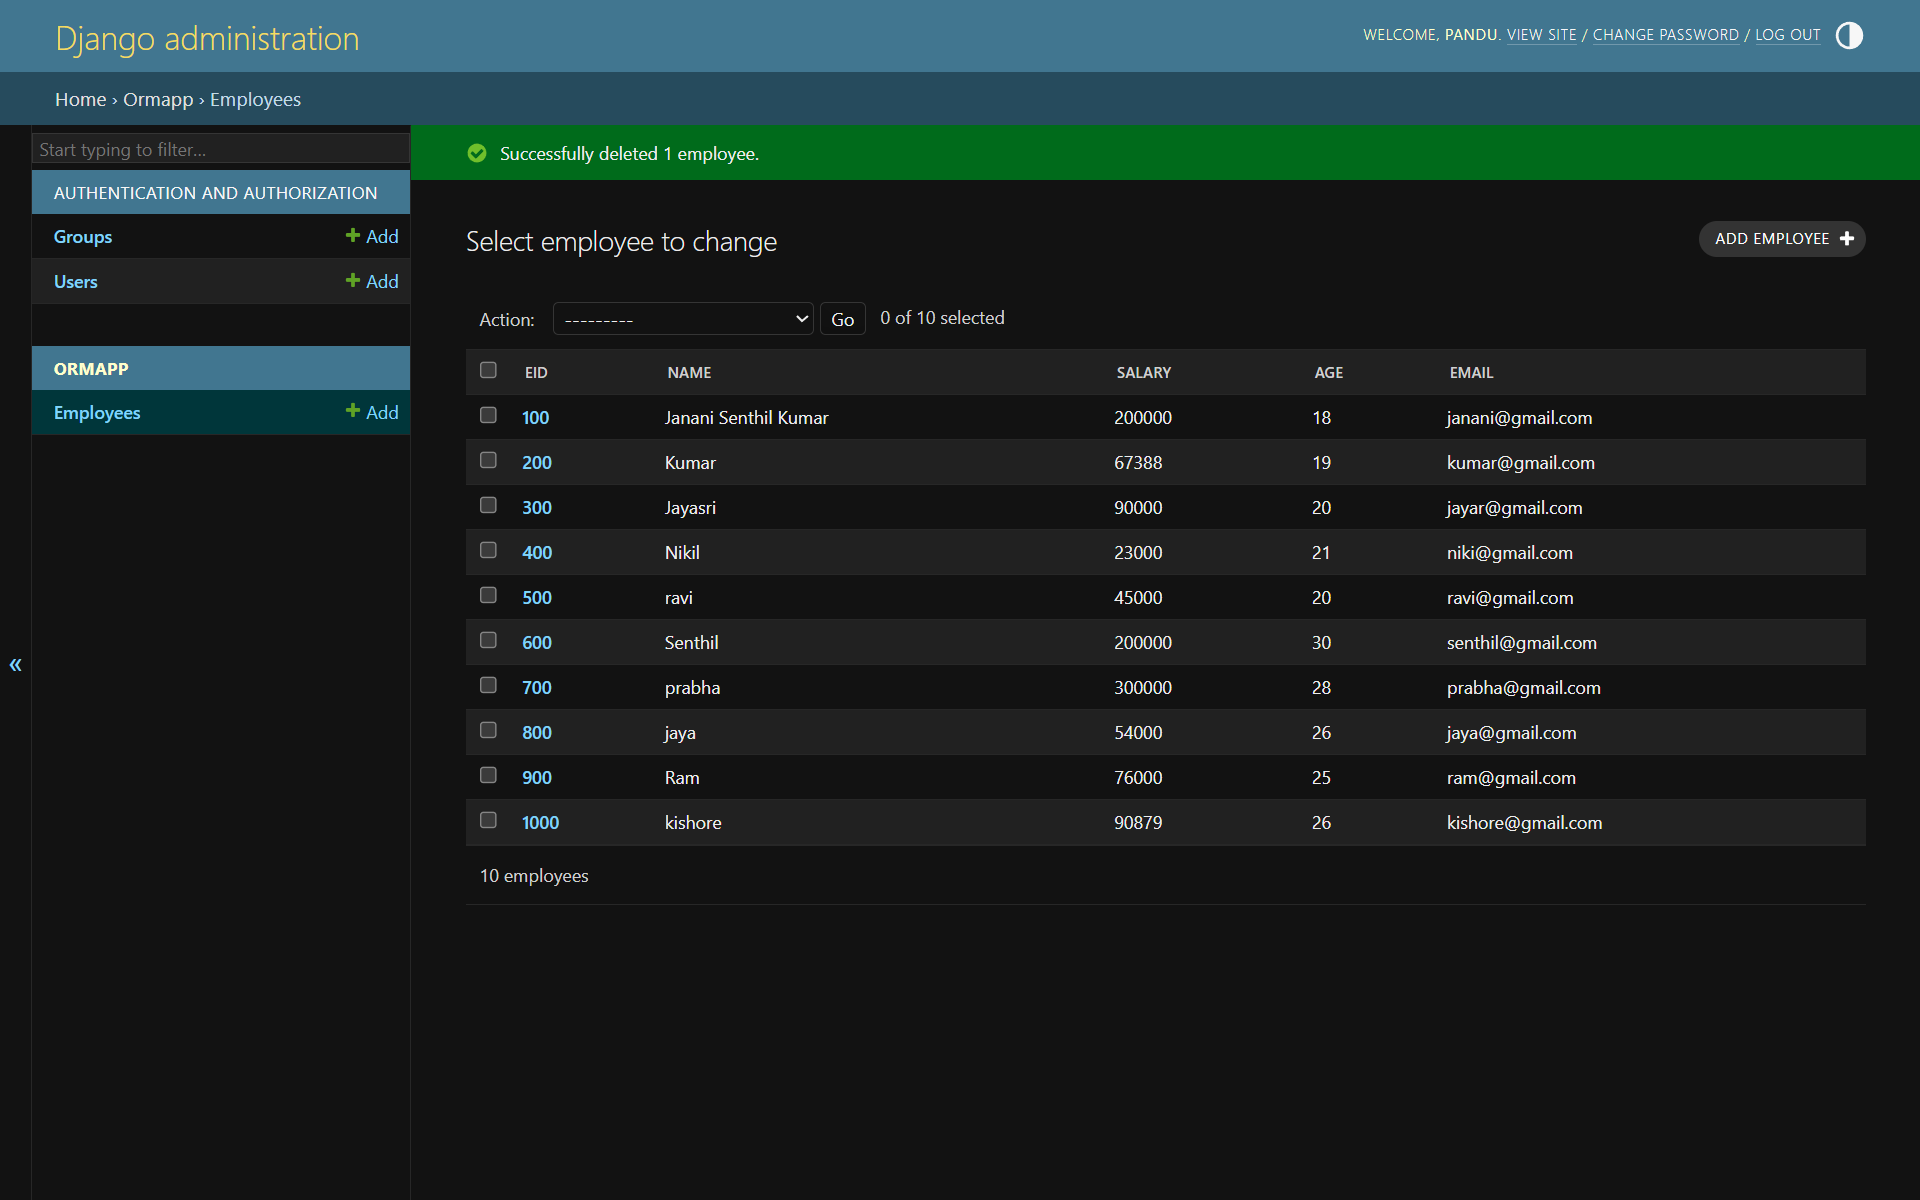 Django administration
WELCOME, PANDU. VIEW SITE / CHANGE PASSWORD / LOG OUT
Home › Ormapp › Employees
Start typing to filter...
AUTHENTICATION AND AUTHORIZATION
Groups Add
Users Add
ORMAPP
Employees Add
«
Successfully deleted 1 employee.
Select employee to change
ADD EMPLOYEE
Action: --------- Go 0 of 10 selected
EID NAME SALARY AGE EMAIL
100 Janani Senthil Kumar 200000 18 janani@gmail.com
200 Kumar 67388 19 kumar@gmail.com
300 Jayasri 90000 20 jayar@gmail.com
400 Nikil 23000 21 niki@gmail.com
500 ravi 45000 20 ravi@gmail.com
600 Senthil 200000 30 senthil@gmail.com
700 prabha 300000 28 prabha@gmail.com
800 jaya 54000 26 jaya@gmail.com
900 Ram 76000 25 ram@gmail.com
1000 kishore 90879 26 kishore@gmail.com
10 employees